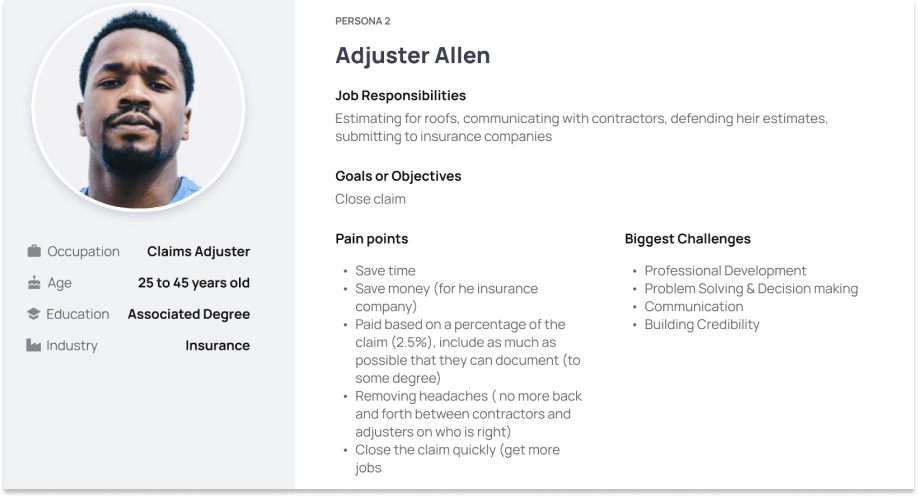 PERSONA 2
Adjuster Allen
Job Responsibilities
Estimating for roofs, communicating with contractors, defending heir estimates,
submitting to insurance companies
Goals or Objectives
Close claim
Pain points
• Save time
• Save money (for he insurance
company)
• Paid based on a percentage of the
claim (2.5%), include as much as
possible that they can document (to
some degree)
• Removing headaches ( no more back
and forth between contractors and
adjusters on who is right)
• Close the claim quickly (get more
jobs
Biggest Challenges
• Professional Development
• Problem Solving & Decision making
• Communication
• Building Credibility
Occupation Claims Adjuster
Age 25 to 45 years old
Education Associated Degree
Industry Insurance